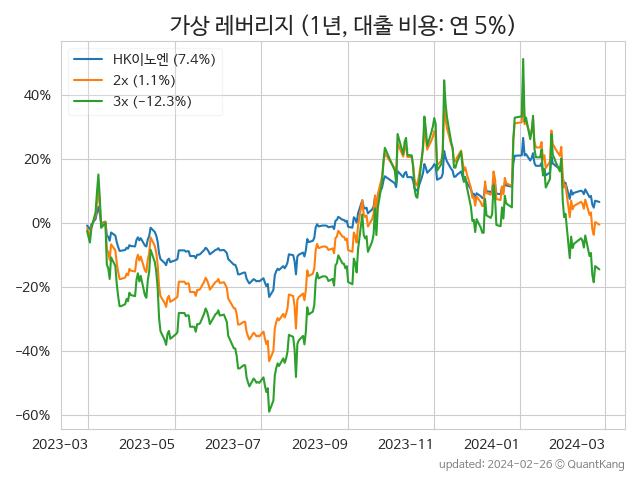 가상 레버리지 (1년, 대출 비용: 연 5%)
HK이노엔 (7.4%)
2x (1.1%)
3x (−12.3%)
40%
20%
0%
−20%
−40%
−60%
2023-03 2023-05 2023-07 2023-09 2023-11 2024-01 2024-03
updated: 2024-02-26 © QuantKang